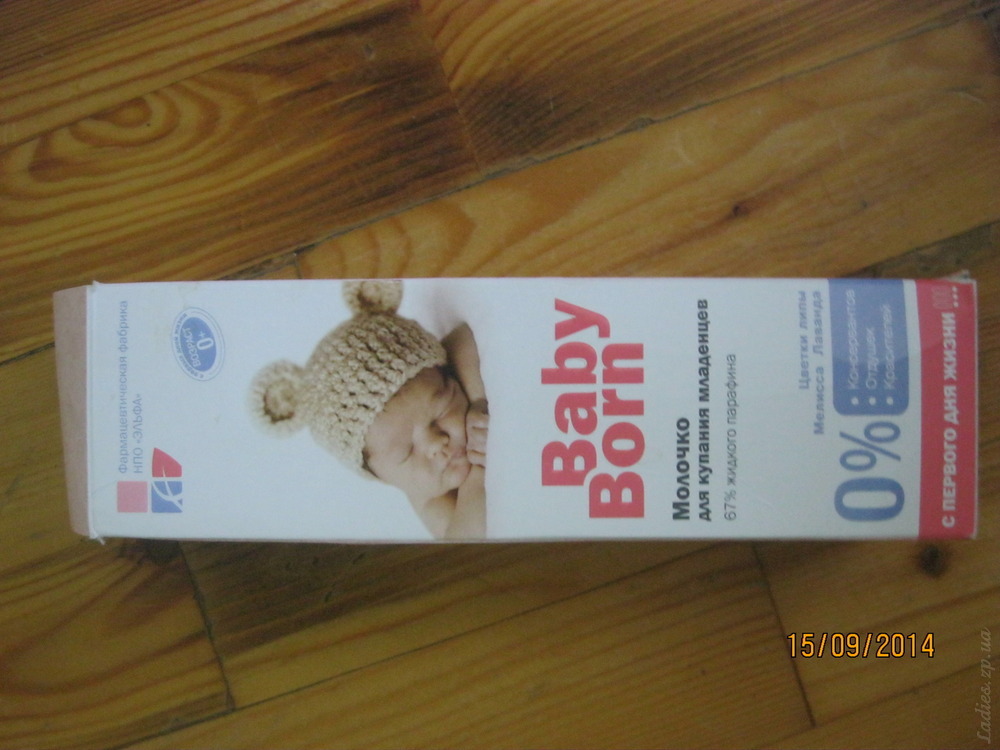 Фармацевтическая фабрика
НПО «ЭЛЬФА»
ВОЗРАСТ
0+
Baby
Born
Молочко
для купания младенцев
67% жидкого парафина
Цветки липы
Мелисса Лаванда
0%
• Консервантов
• Отдушек
• Красителей
С ПЕРВОГО ДНЯ ЖИЗНИ ...
15/09/2014
Ladies.zp.ua